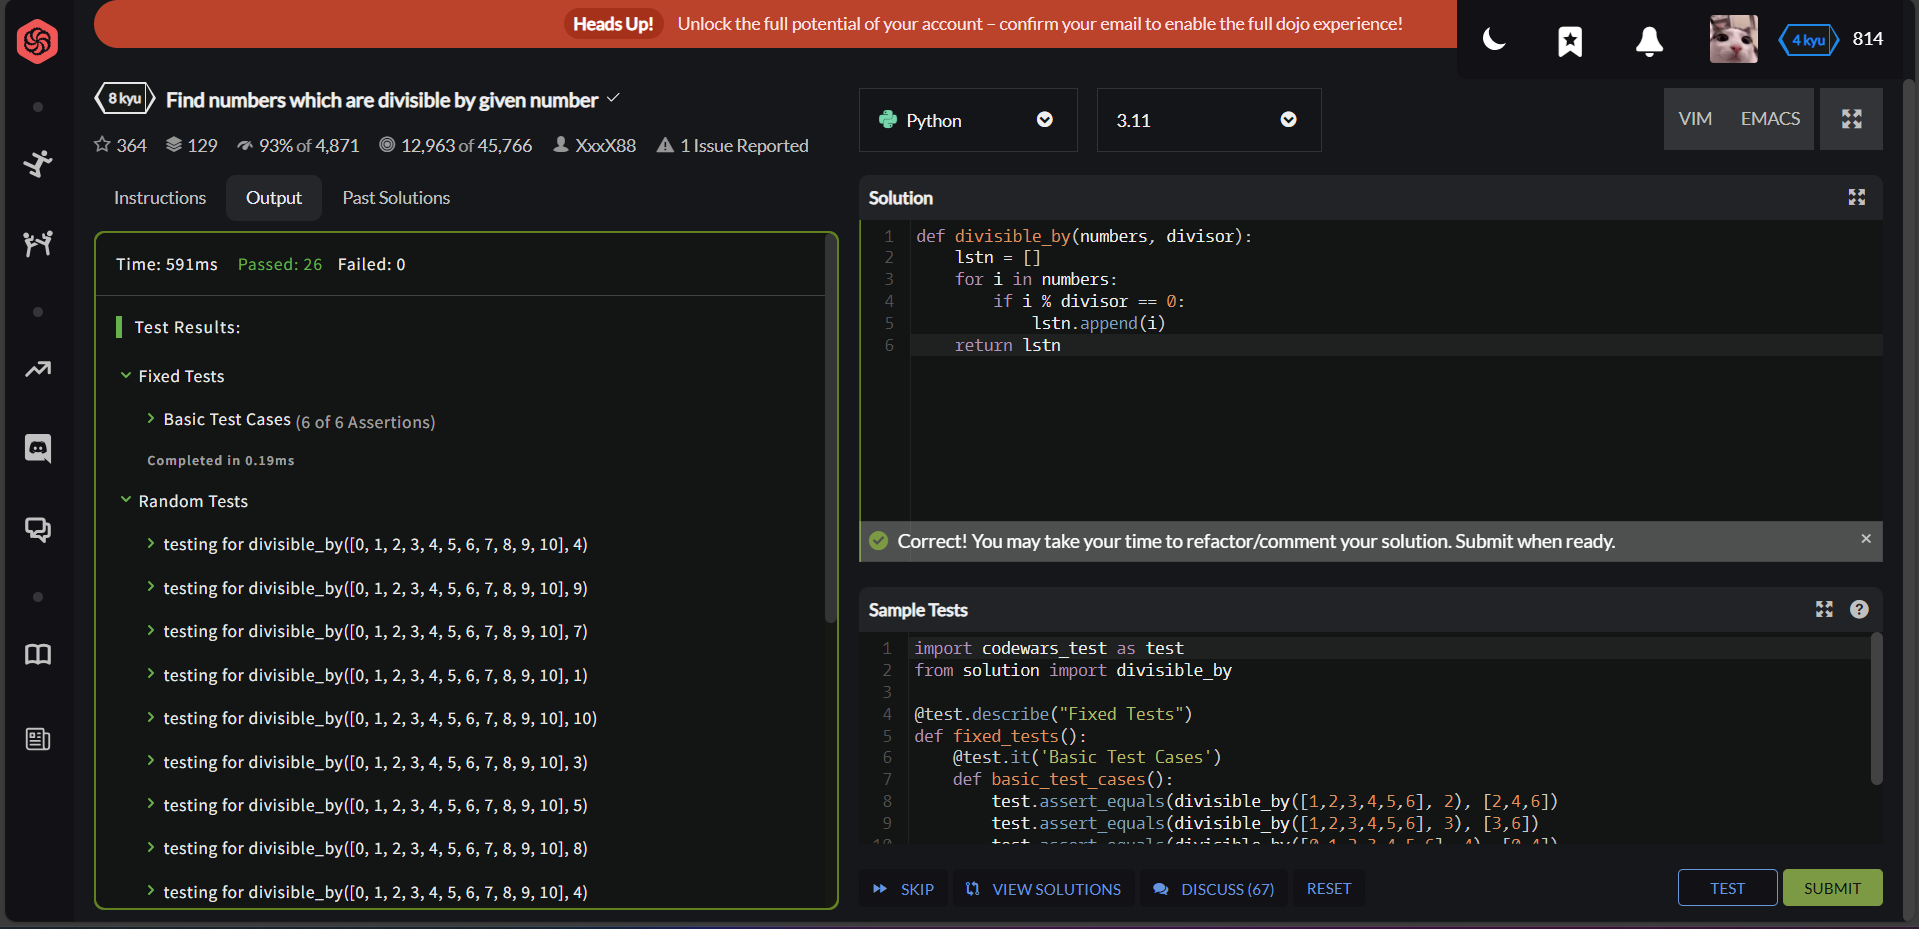 Heads Up! Unlock the full potential of your account – confirm your email to enable the full dojo experience!
4 kyu 814
8 kyu Find numbers which are divisible by given number
364 129 93% of 4,871 12,963 of 45,766 XxxX88 1 Issue Reported
Instructions Output Past Solutions
Time: 591ms Passed: 26 Failed: 0
Test Results:
Fixed Tests
Basic Test Cases (6 of 6 Assertions)
Completed in 0.19ms
Random Tests
testing for divisible_by([0, 1, 2, 3, 4, 5, 6, 7, 8, 9, 10], 4)
testing for divisible_by([0, 1, 2, 3, 4, 5, 6, 7, 8, 9, 10], 9)
testing for divisible_by([0, 1, 2, 3, 4, 5, 6, 7, 8, 9, 10], 7)
testing for divisible_by([0, 1, 2, 3, 4, 5, 6, 7, 8, 9, 10], 1)
testing for divisible_by([0, 1, 2, 3, 4, 5, 6, 7, 8, 9, 10], 10)
testing for divisible_by([0, 1, 2, 3, 4, 5, 6, 7, 8, 9, 10], 3)
testing for divisible_by([0, 1, 2, 3, 4, 5, 6, 7, 8, 9, 10], 5)
testing for divisible_by([0, 1, 2, 3, 4, 5, 6, 7, 8, 9, 10], 8)
testing for divisible_by([0, 1, 2, 3, 4, 5, 6, 7, 8, 9, 10], 4)
Python 3.11 VIM EMACS
Solution
1 def divisible_by(numbers, divisor):
2     lstn = []
3     for i in numbers:
4         if i % divisor == 0:
5             lstn.append(i)
6     return lstn
Correct! You may take your time to refactor/comment your solution. Submit when ready. ×
Sample Tests ?
1 import codewars_test as test
2 from solution import divisible_by
3
4 @test.describe("Fixed Tests")
5 def fixed_tests():
6     @test.it('Basic Test Cases')
7     def basic_test_cases():
8         test.assert_equals(divisible_by([1,2,3,4,5,6], 2), [2,4,6])
9         test.assert_equals(divisible_by([1,2,3,4,5,6], 3), [3,6])
10         test.assert_equals(divisible_by([0,1,2,3,4,5,6], 4), [0,4])
SKIP VIEW SOLUTIONS DISCUSS (67) RESET TEST SUBMIT